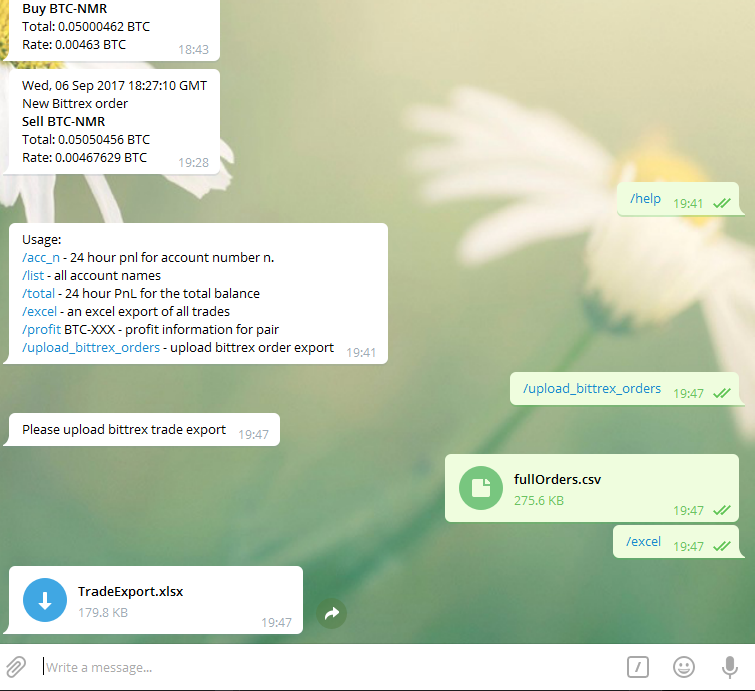 Buy BTC-NMR
Total: 0.05000462 BTC
Rate: 0.00463 BTC
18:43
Wed, 06 Sep 2017 18:27:10 GMT
New Bittrex order
Sell BTC-NMR
Total: 0.05050456 BTC
Rate: 0.00467629 BTC
19:28
/help 19:41
Usage:
/acc_n - 24 hour pnl for account number n.
/list - all account names
/total - 24 hour PnL for the total balance
/excel - an excel export of all trades
/profit BTC-XXX - profit information for pair
/upload_bittrex_orders - upload bittrex order export 19:41
/upload_bittrex_orders 19:47
Please upload bittrex trade export 19:47
fullOrders.csv
275.6 KB
19:47
/excel 19:47
TradeExport.xlsx
179.8 KB
19:47
Write a message...